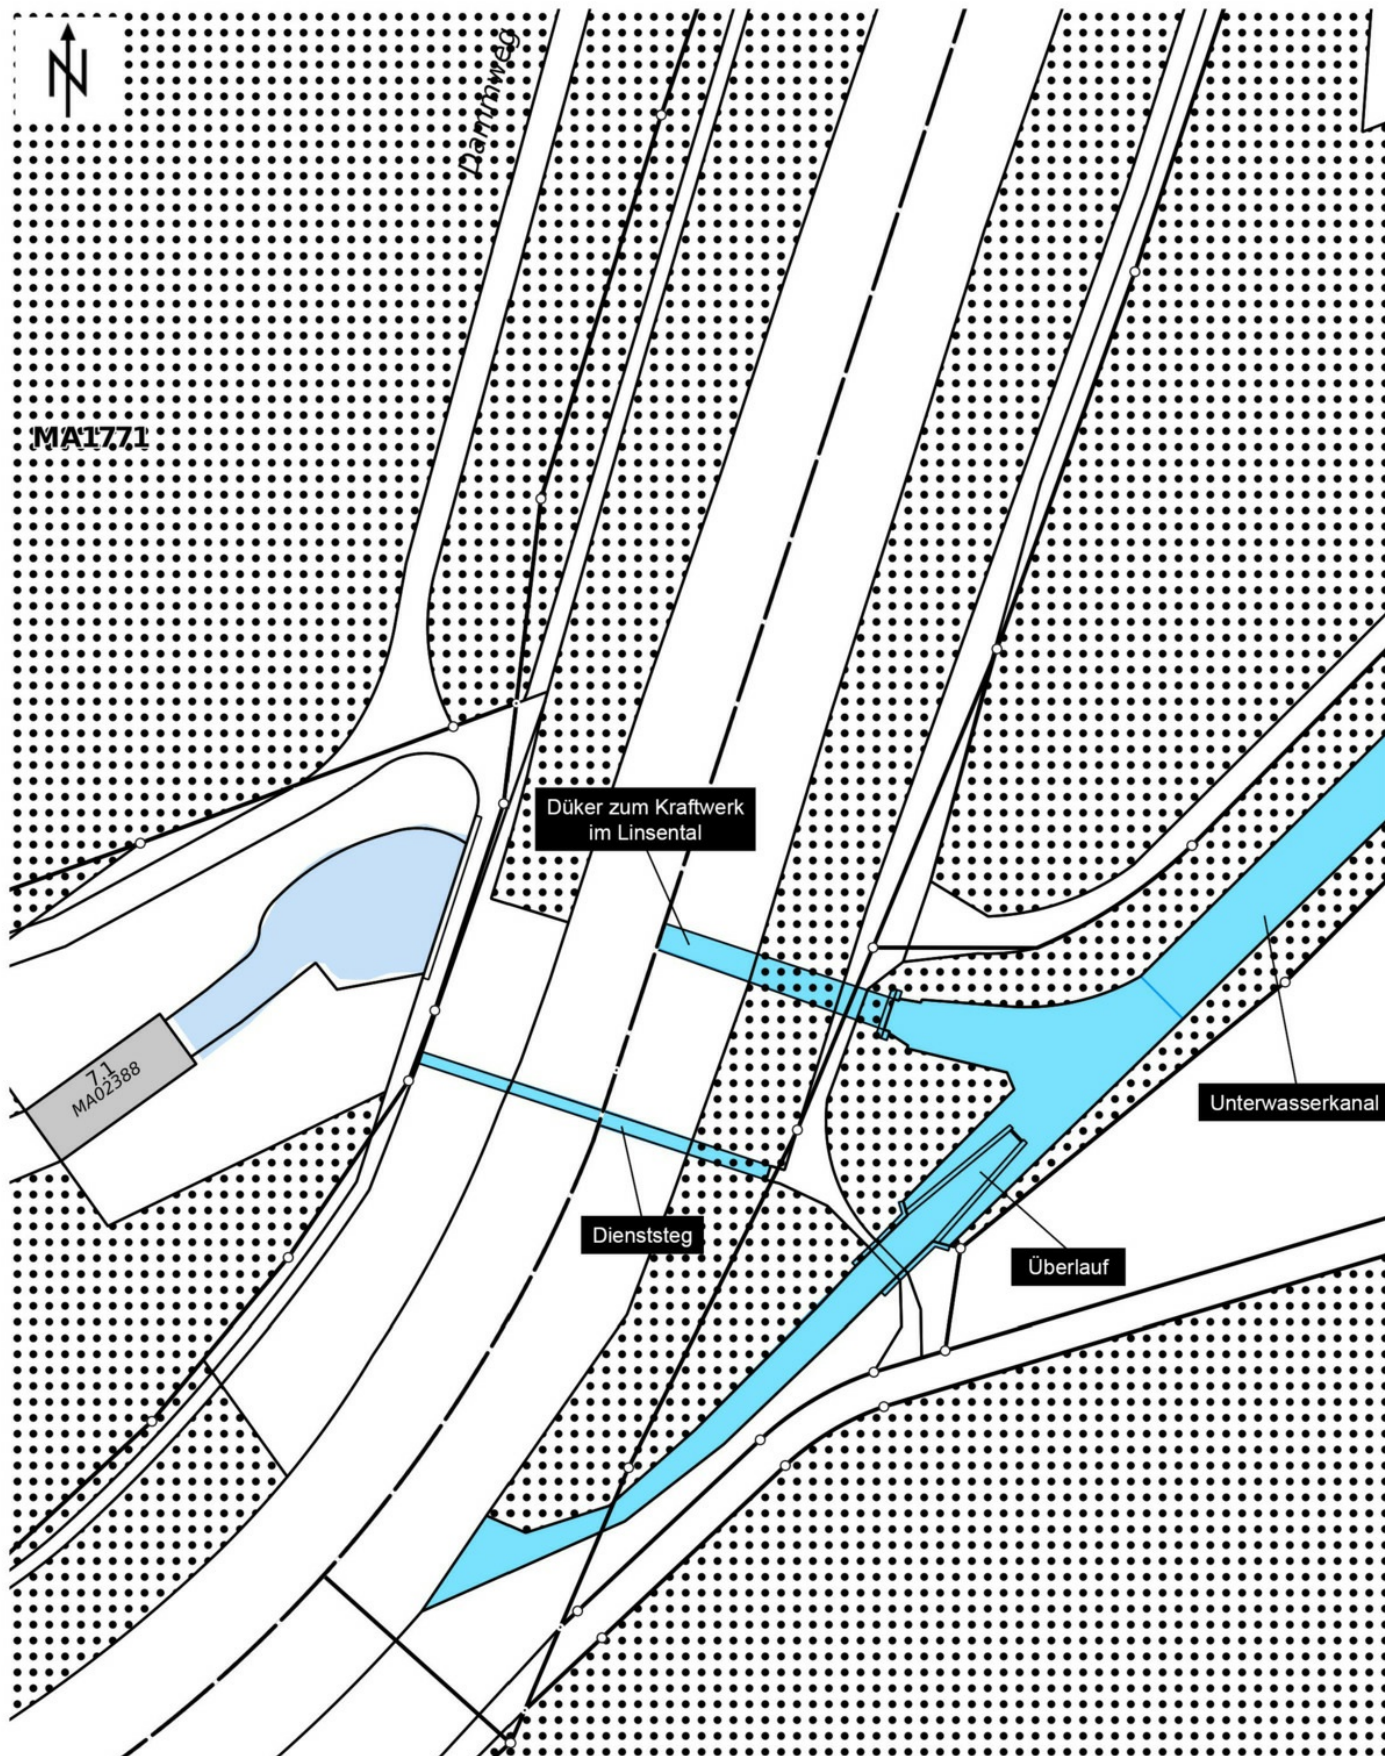 N
Dammweg
MA1771
Düker zum Kraftwerk
im Linsental
7.1
MA02388
Unterwasserkanal
Dienststeg
Überlauf